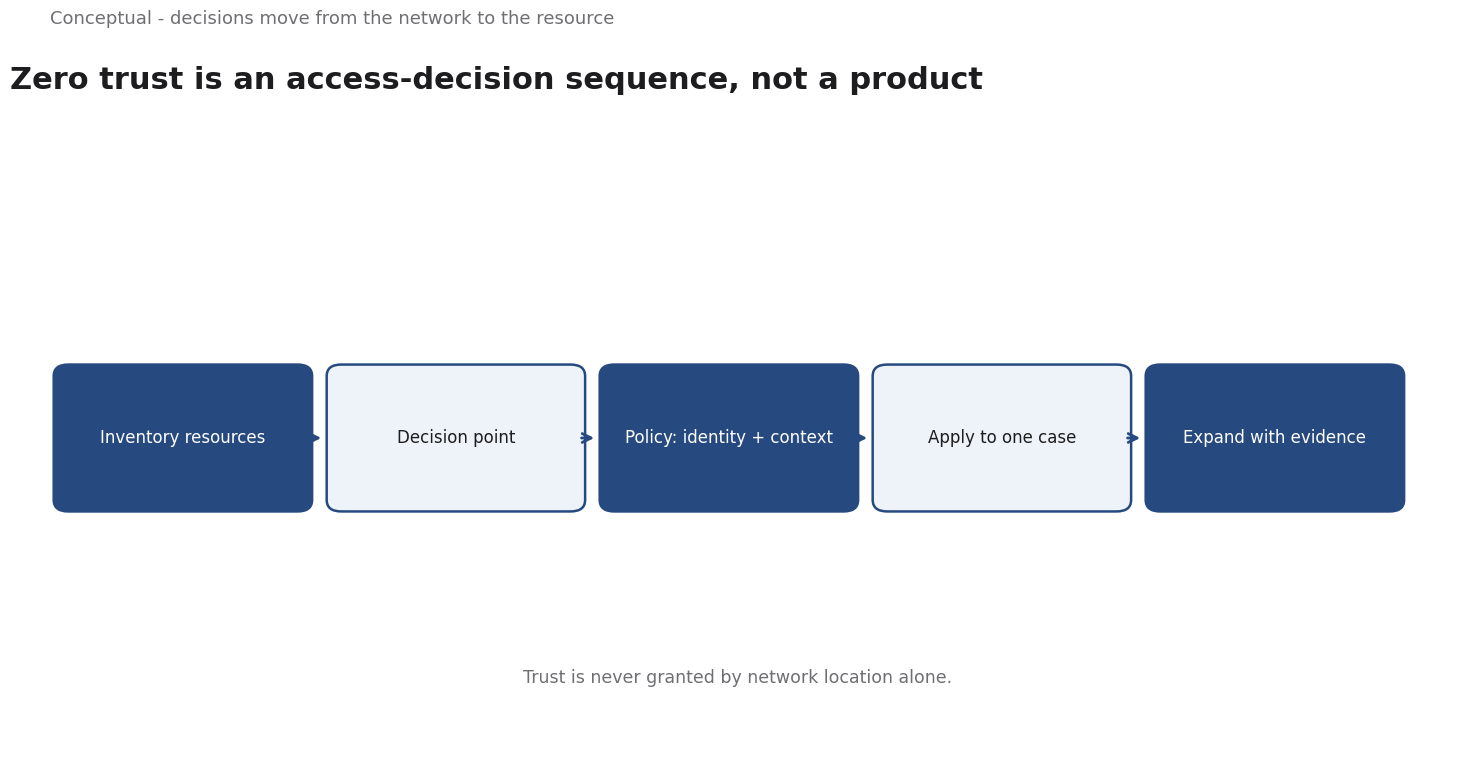 Conceptual - decisions move from the network to the resource
Zero trust is an access-decision sequence, not a product
Inventory resources
Decision point
Policy: identity + context
Apply to one case
Expand with evidence
Trust is never granted by network location alone.